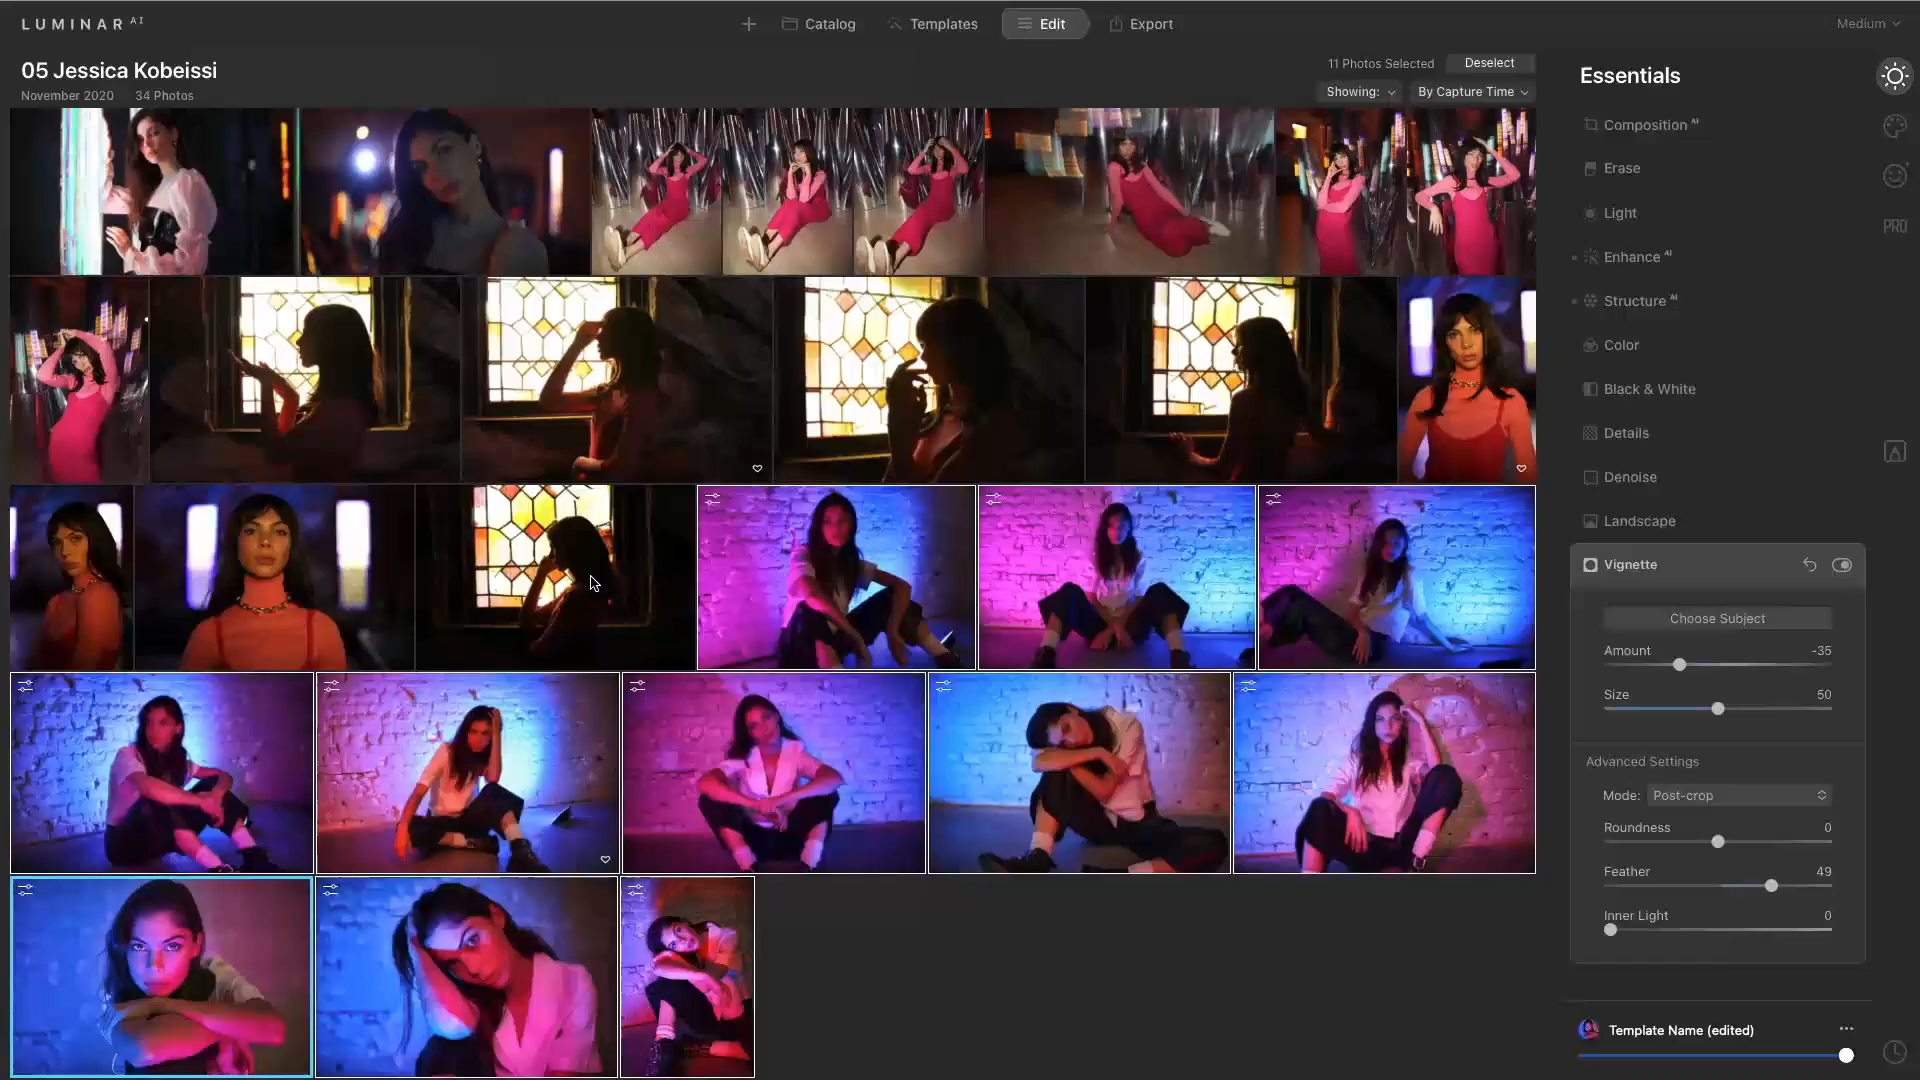 LUMINAR AI
Catalog
Templates
Edit
Export
Medium
05 Jessica Kobeissi
November 2020 34 Photos
11 Photos Selected
Deselect
Showing:
By Capture Time
Essentials
Composition AI
Erase
Light
PRO
Enhance AI
Structure AI
Color
Black & White
Details
Denoise
Landscape
Vignette
Choose Subject
Amount -35
Size 50
Advanced Settings
Mode: Post-crop
Roundness 0
Feather 49
Inner Light 0
Template Name (edited)